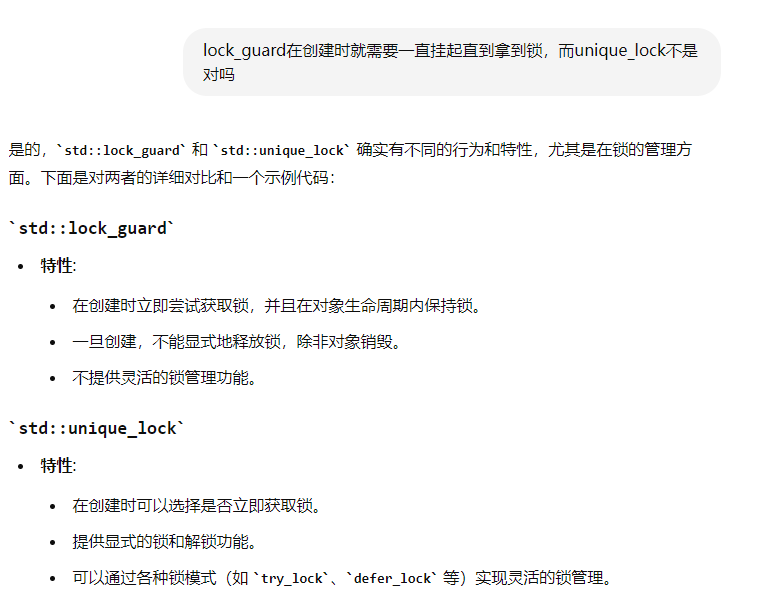 lock_guard在创建时就需要一直挂起直到拿到锁，而unique_lock不是
对吗
是的，`std::lock_guard` 和 `std::unique_lock` 确实有不同的行为和特性，尤其是在锁的管理方
面。下面是对两者的详细对比和一个示例代码：
`std::lock_guard`
• 特性:
• 在创建时立即尝试获取锁，并且在对象生命周期内保持锁。
• 一旦创建，不能显式地释放锁，除非对象销毁。
• 不提供灵活的锁管理功能。
`std::unique_lock`
• 特性:
• 在创建时可以选择是否立即获取锁。
• 提供显式的锁和解锁功能。
• 可以通过各种锁模式（如 `try_lock`、`defer_lock` 等）实现灵活的锁管理。